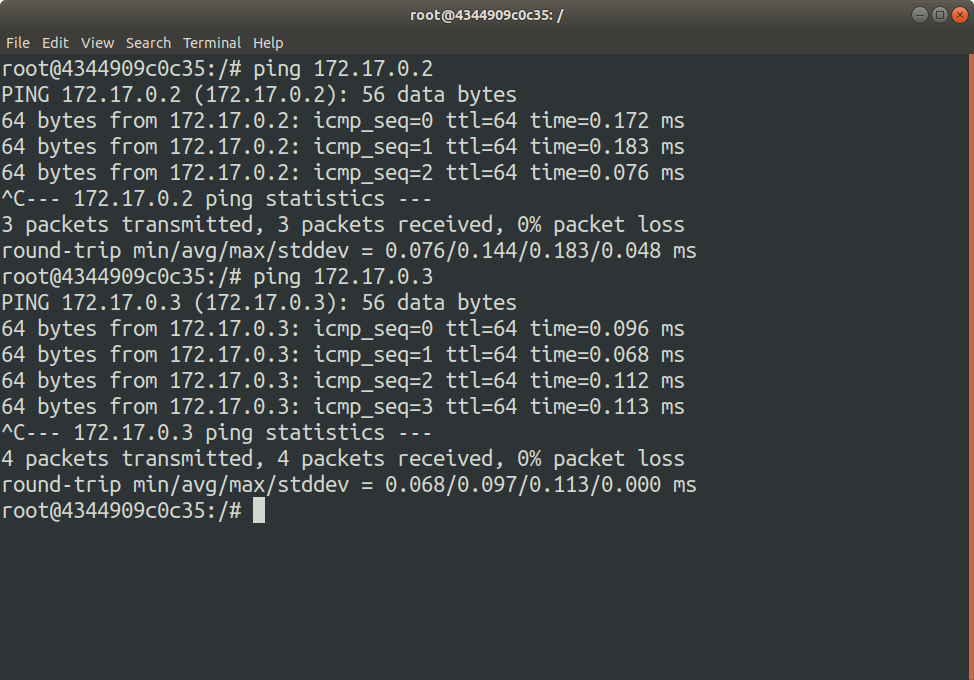 root@4344909c0c35: /
File Edit View Search Terminal Help
root@4344909c0c35:/# ping 172.17.0.2
PING 172.17.0.2 (172.17.0.2): 56 data bytes
64 bytes from 172.17.0.2: icmp_seq=0 ttl=64 time=0.172 ms
64 bytes from 172.17.0.2: icmp_seq=1 ttl=64 time=0.183 ms
64 bytes from 172.17.0.2: icmp_seq=2 ttl=64 time=0.076 ms
^C--- 172.17.0.2 ping statistics ---
3 packets transmitted, 3 packets received, 0% packet loss
round-trip min/avg/max/stddev = 0.076/0.144/0.183/0.048 ms
root@4344909c0c35:/# ping 172.17.0.3
PING 172.17.0.3 (172.17.0.3): 56 data bytes
64 bytes from 172.17.0.3: icmp_seq=0 ttl=64 time=0.096 ms
64 bytes from 172.17.0.3: icmp_seq=1 ttl=64 time=0.068 ms
64 bytes from 172.17.0.3: icmp_seq=2 ttl=64 time=0.112 ms
64 bytes from 172.17.0.3: icmp_seq=3 ttl=64 time=0.113 ms
^C--- 172.17.0.3 ping statistics ---
4 packets transmitted, 4 packets received, 0% packet loss
round-trip min/avg/max/stddev = 0.068/0.097/0.113/0.000 ms
root@4344909c0c35:/#